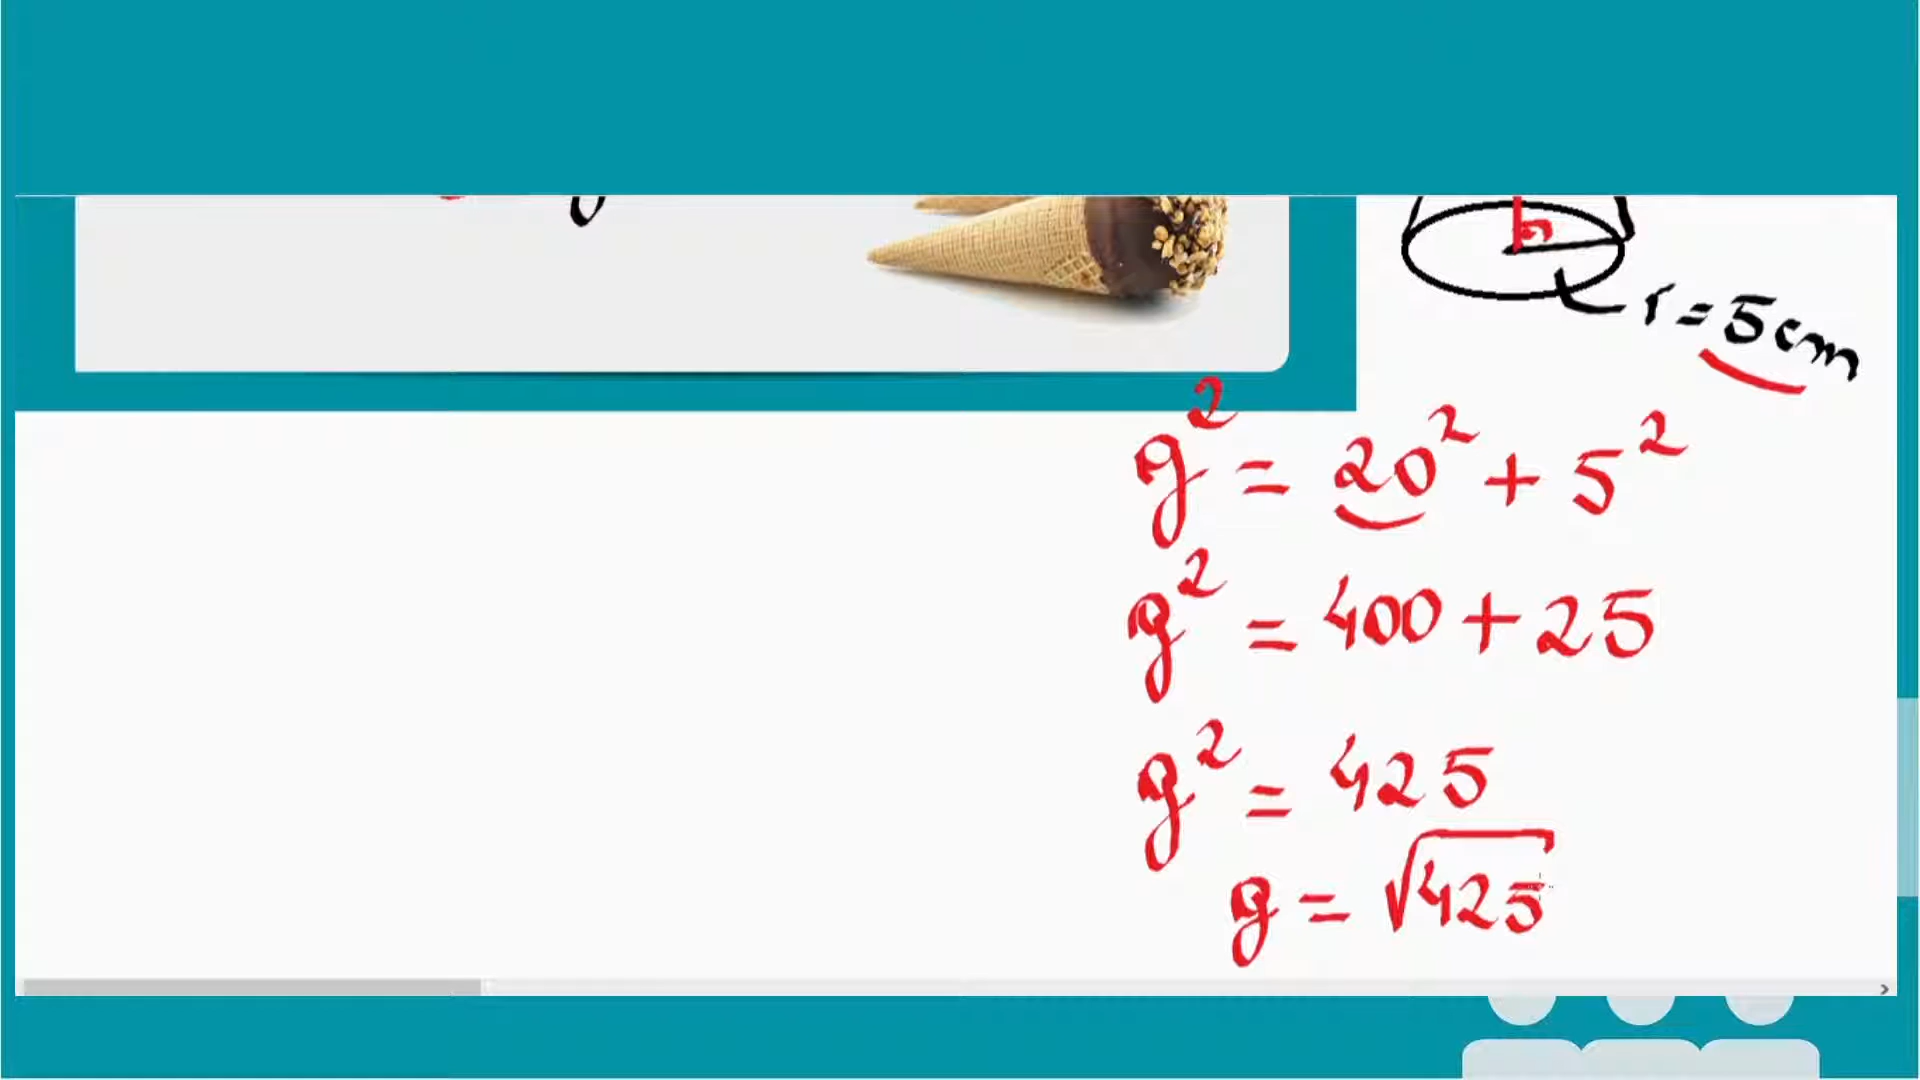 r = 5cm
g² = 20² + 5²
g² = 400 + 25
g² = 425
g = √425